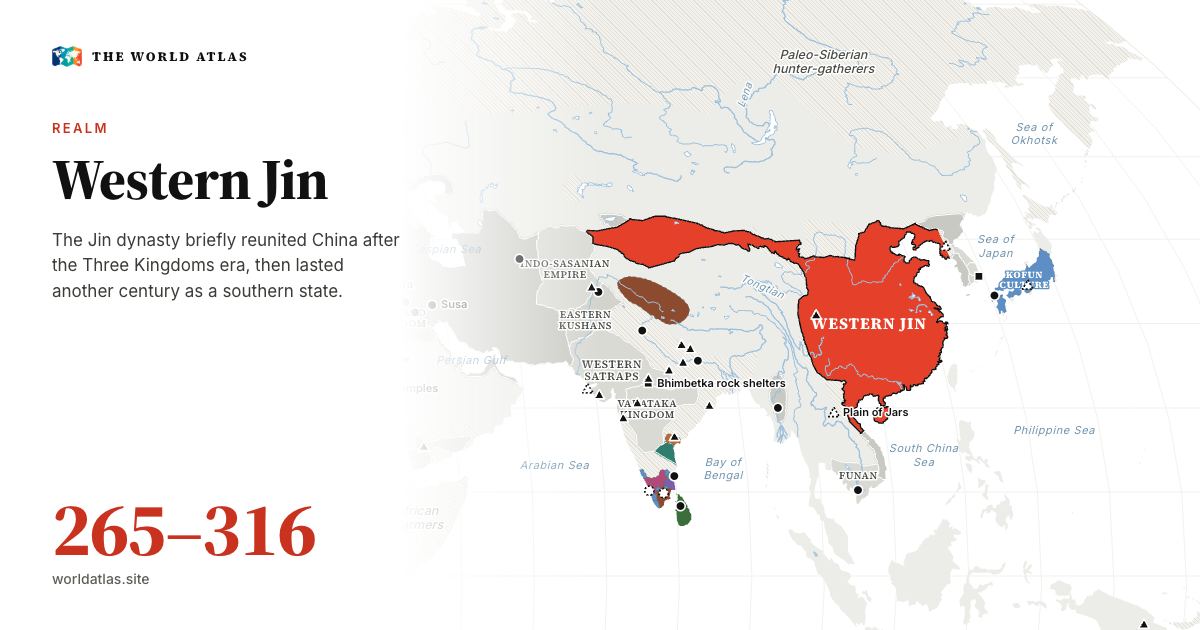 THE WORLD ATLAS
REALM
Western Jin
The Jin dynasty briefly reunited China after
the Three Kingdoms era, then lasted
another century as a southern state.
265–316
worldatlas.site
Paleo-Siberian
hunter-gatherers
Lena
Sea of
Okhotsk
Sea of
Japan
KOFUN
CULTURE
INDO-SASANIAN
EMPIRE
Susa
EASTERN
KUSHANS
Tongtian
WESTERN JIN
Persian Gulf
WESTERN
SATRAPS
Bhimbetka rock shelters
VAKATAKA
KINGDOM
Plain of Jars
Philippine Sea
South China
Sea
Arabian Sea
Bay of
Bengal
FUNAN